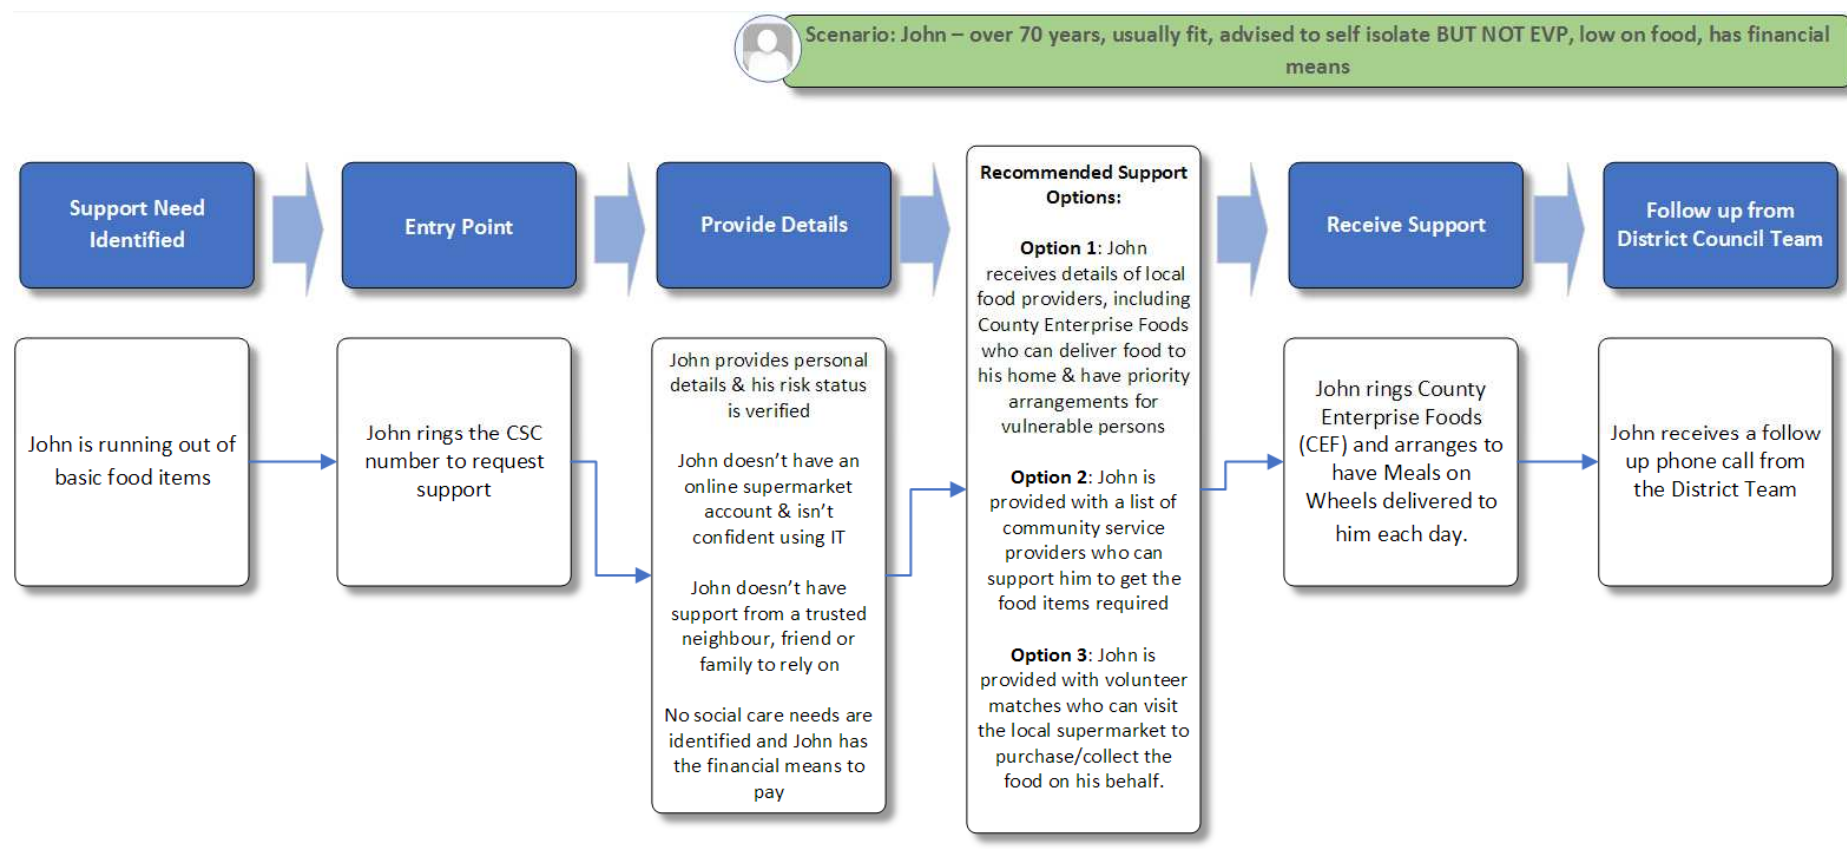 Scenario: John – over 70 years, usually fit, advised to self isolate BUT NOT EVP, low on food, has financial
means
Support Need
Identified
Entry Point
Provide Details
Recommended Support
Options:
Option 1: John
receives details of local
food providers, including
County Enterprise Foods
who can deliver food to
his home & have priority
arrangements for
vulnerable persons
Option 2: John is
provided with a list of
community service
providers who can
support him to get the
food items required
Option 3: John is
provided with volunteer
matches who can visit
the local supermarket to
purchase/collect the
food on his behalf.
Receive Support
Follow up from
District Council Team
John is running out of
basic food items
John rings the CSC
number to request
support
John provides personal
details & his risk status
is verified
John doesn’t have an
online supermarket
account & isn’t
confident using IT
John doesn’t have
support from a trusted
neighbour, friend or
family to rely on
No social care needs are
identified and John has
the financial means to
pay
John rings County
Enterprise Foods
(CEF) and arranges to
have Meals on
Wheels delivered to
him each day.
John receives a follow
up phone call from
the District Team